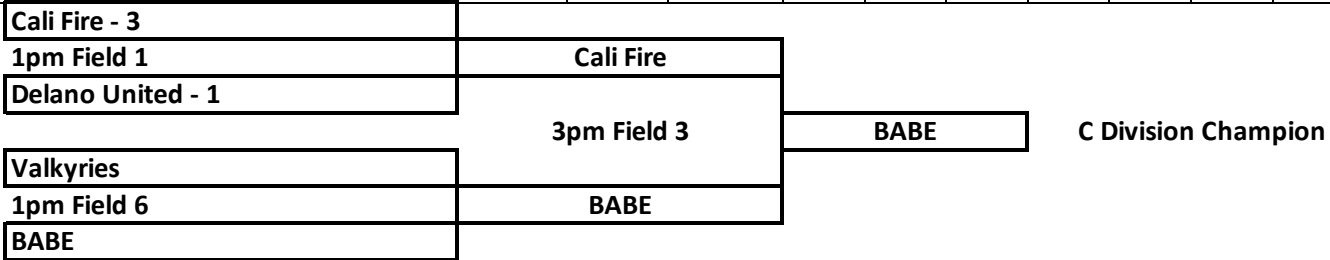 Cali Fire - 3
1pm Field 1
Cali Fire
Delano United - 1
3pm Field 3
BABE
C Division Champion
Valkyries
1pm Field 6
BABE
BABE